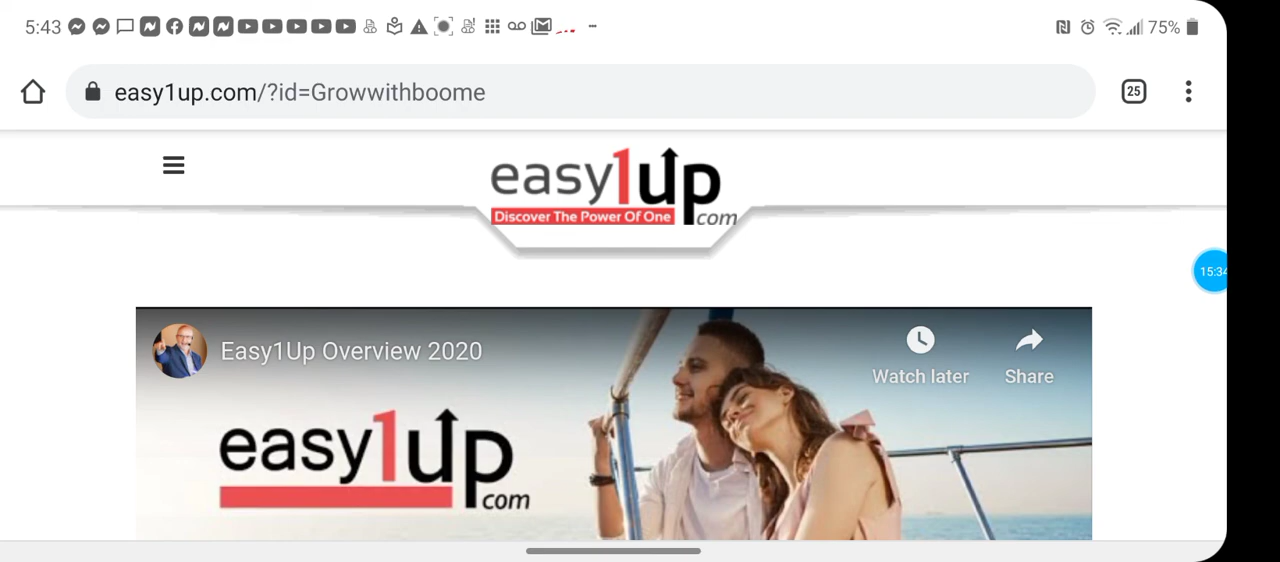 5:43
75%
easy1up.com/?id=Growwithboome
25
easy1up
Discover The Power Of One
.com
15:34
Easy1Up Overview 2020
Watch later
Share
easy1up
.com